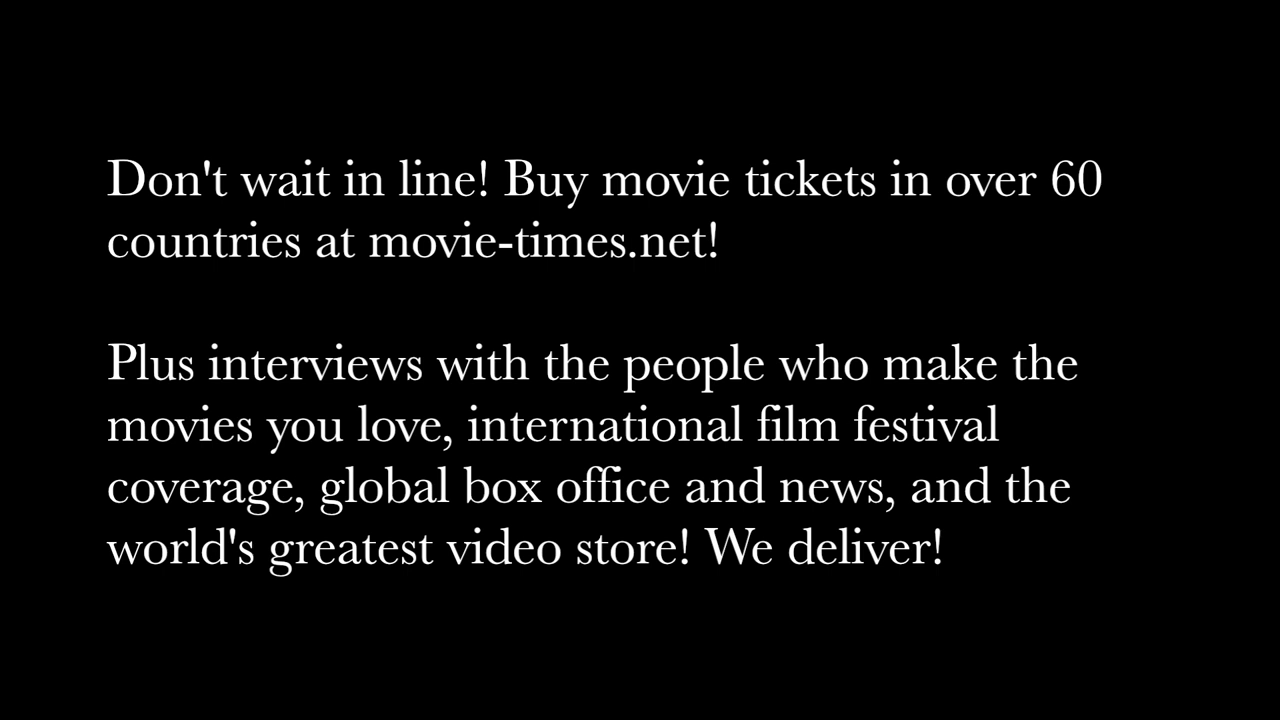 Don't wait in line! Buy movie tickets in over 60
countries at movie-times.net!
Plus interviews with the people who make the
movies you love, international film festival
coverage, global box office and news, and the
world's greatest video store! We deliver!